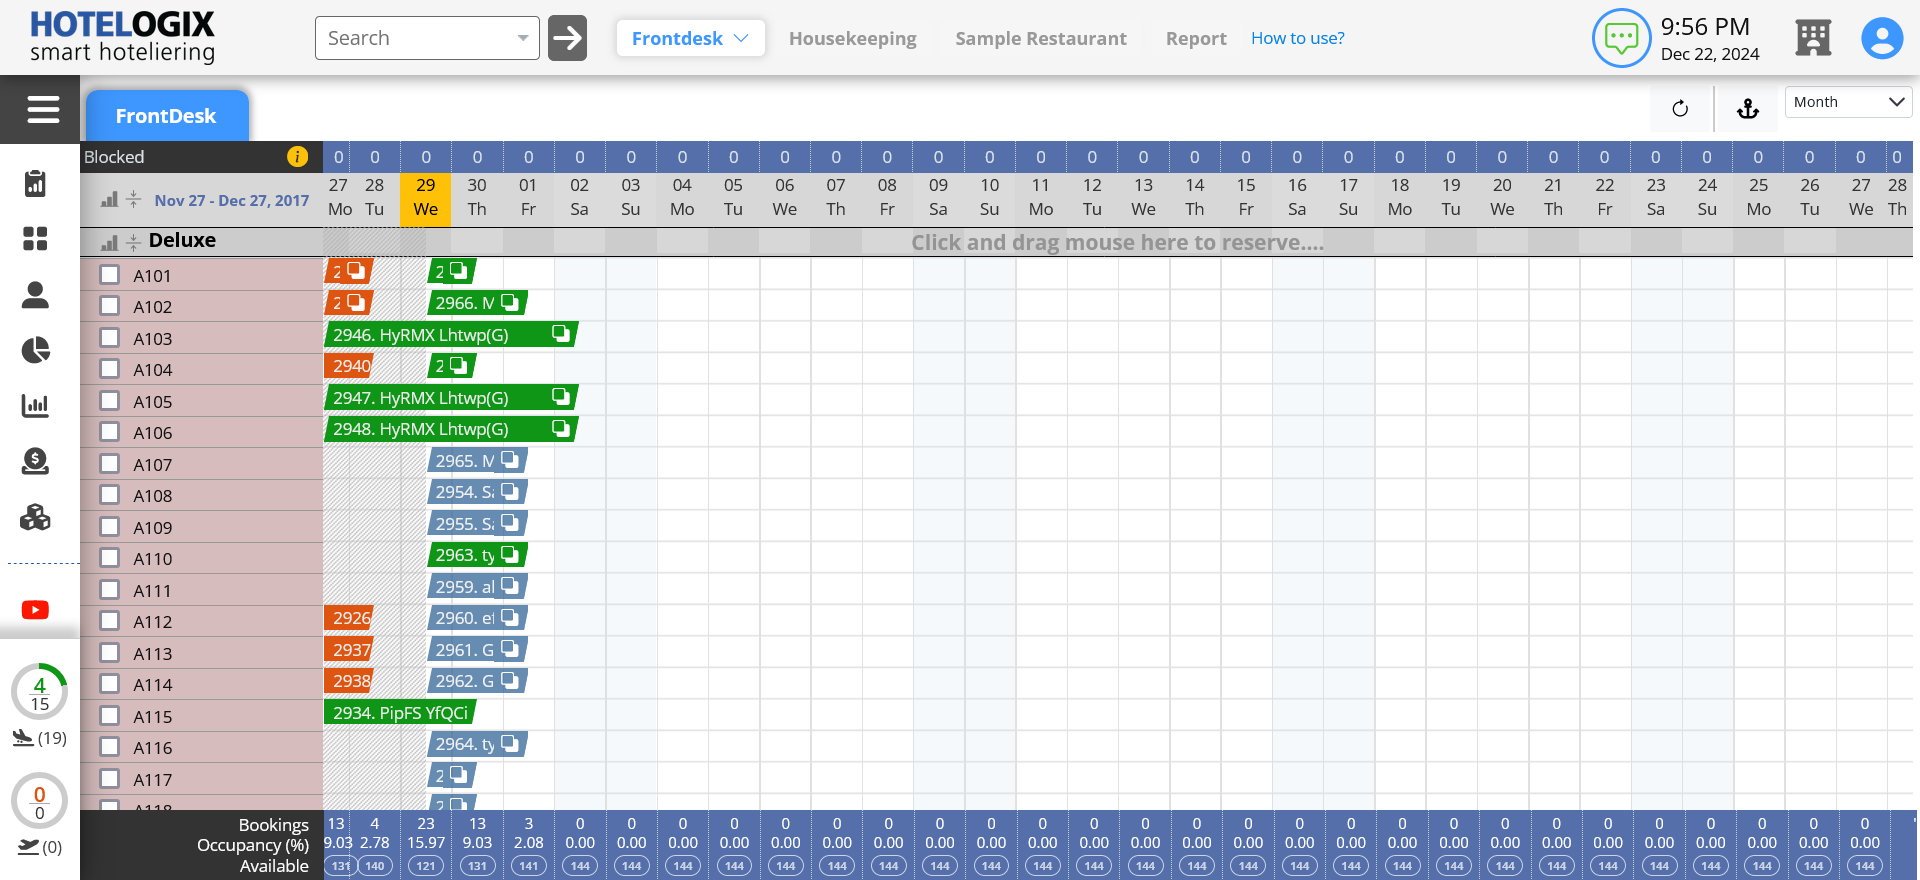 HOTELOGIX
smart hoteliering
Search
Frontdesk
Housekeeping
Sample Restaurant
Report
How to use?
9:56 PM
Dec 22, 2024
FrontDesk
Month
Blocked i 0 0 0 0 0 0 0 0 0 0 0 0 0 0 0 0 0 0 0 0 0 0 0 0 0 0 0 0 0 0 0 0
27 28 29 30 01 02 03 04 05 06 07 08 09 10 11 12 13 14 15 16 17 18 19 20 21 22 23 24 25 26 27 28
Nov 27 - Dec 27, 2017
Mo Tu We Th Fr Sa Su Mo Tu We Th Fr Sa Su Mo Tu We Th Fr Sa Su Mo Tu We Th Fr Sa Su Mo Tu We Th
Deluxe
Click and drag mouse here to reserve....
A101 2 2
A102 2 2966. M
A103 2946. HyRMX Lhtwp(G)
A104 2940 2
A105 2947. HyRMX Lhtwp(G)
A106 2948. HyRMX Lhtwp(G)
A107 2965. M
A108 2954. Sa
A109 2955. Sa
A110 2963. ty
A111 2959. al
A112 2926 2960. ef
A113 2937 2961. G
A114 2938 2962. G
A115 2934. PipFS YfQCi
A116 2964. ty
A117 2
A118 2
4
15
(19)
0
0
(0)
Bookings 13 4 23 13 3 0 0 0 0 0 0 0 0 0 0 0 0 0 0 0 0 0 0 0 0 0 0 0 0 0 0
Occupancy (%) 9.03 2.78 15.97 9.03 2.08 0.00 0.00 0.00 0.00 0.00 0.00 0.00 0.00 0.00 0.00 0.00 0.00 0.00 0.00 0.00 0.00 0.00 0.00 0.00 0.00 0.00 0.00 0.00 0.00 0.00 0.00
Available 131 140 121 131 141 144 144 144 144 144 144 144 144 144 144 144 144 144 144 144 144 144 144 144 144 144 144 144 144 144 144